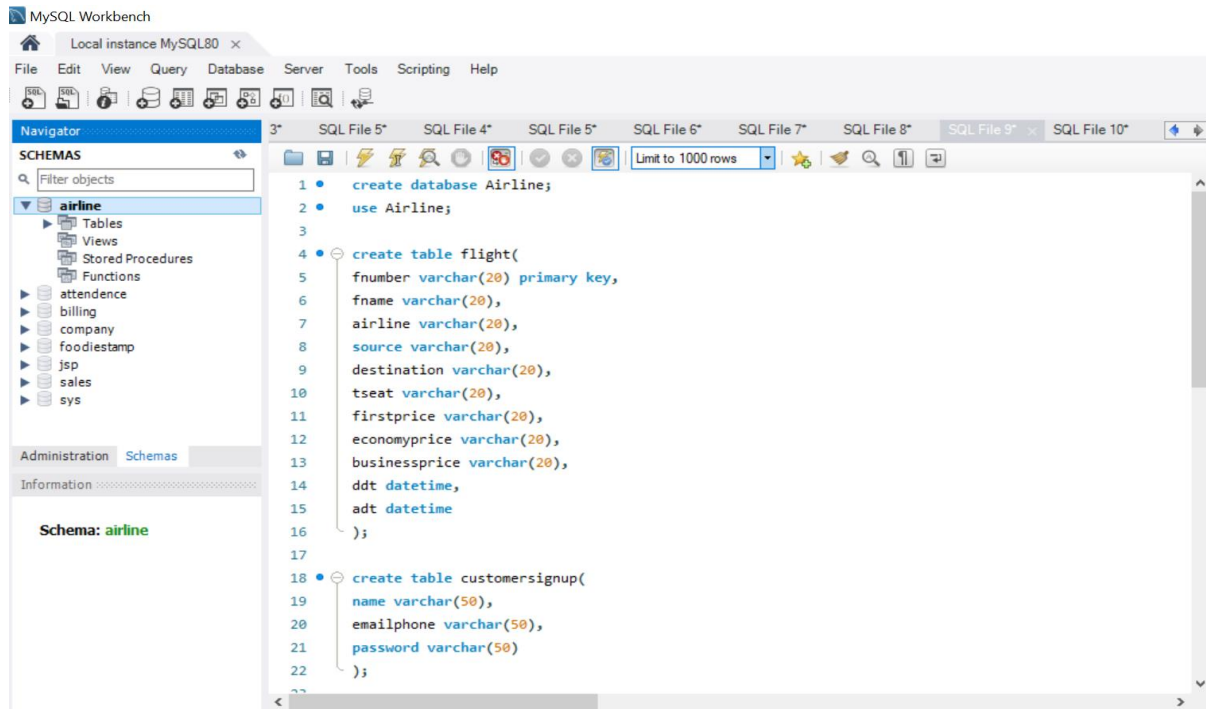 MySQL Workbench
Local instance MySQL80 ×
File Edit View Query Database Server Tools Scripting Help
Navigator
SCHEMAS
Filter objects
airline
Tables
Views
Stored Procedures
Functions
attendence
billing
company
foodiestamp
jsp
sales
sys
Administration Schemas
Information
Schema: airline
3* SQL File 5* SQL File 4* SQL File 5* SQL File 6* SQL File 7* SQL File 8* SQL File 9* × SQL File 10*
Limit to 1000 rows
1 create database Airline;
2 use Airline;
3
4 create table flight(
5 fnumber varchar(20) primary key,
6 fname varchar(20),
7 airline varchar(20),
8 source varchar(20),
9 destination varchar(20),
10 tseat varchar(20),
11 firstprice varchar(20),
12 economyprice varchar(20),
13 businessprice varchar(20),
14 ddt datetime,
15 adt datetime
16 );
17
18 create table customersignup(
19 name varchar(50),
20 emailphone varchar(50),
21 password varchar(50)
22 );